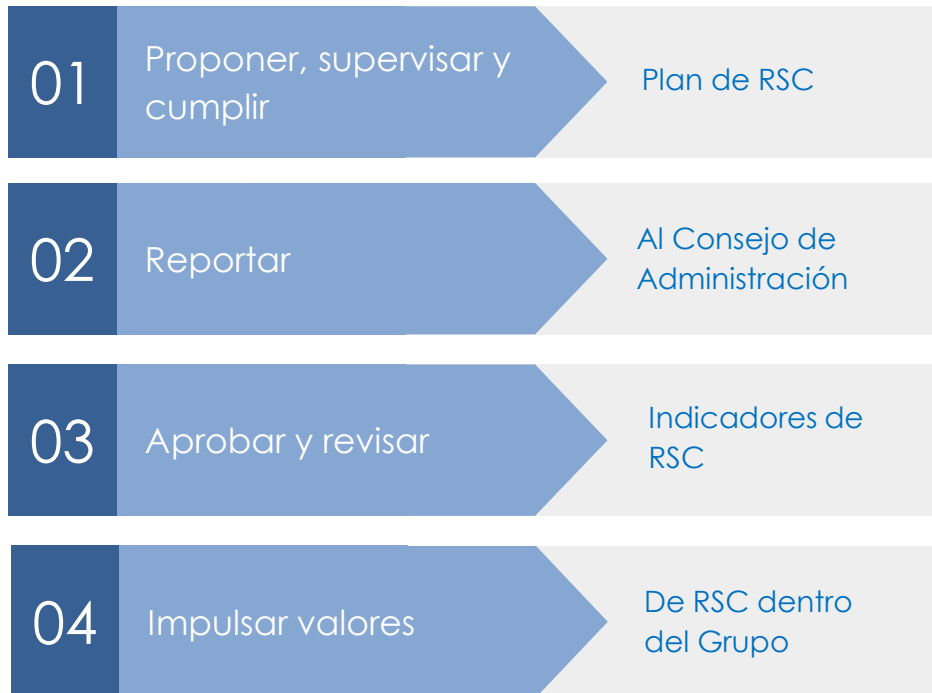 01
Proponer, supervisar y
cumplir
Plan de RSC
02
Reportar
Al Consejo de
Administración
03
Aprobar y revisar
Indicadores de
RSC
04
Impulsar valores
De RSC dentro
del Grupo